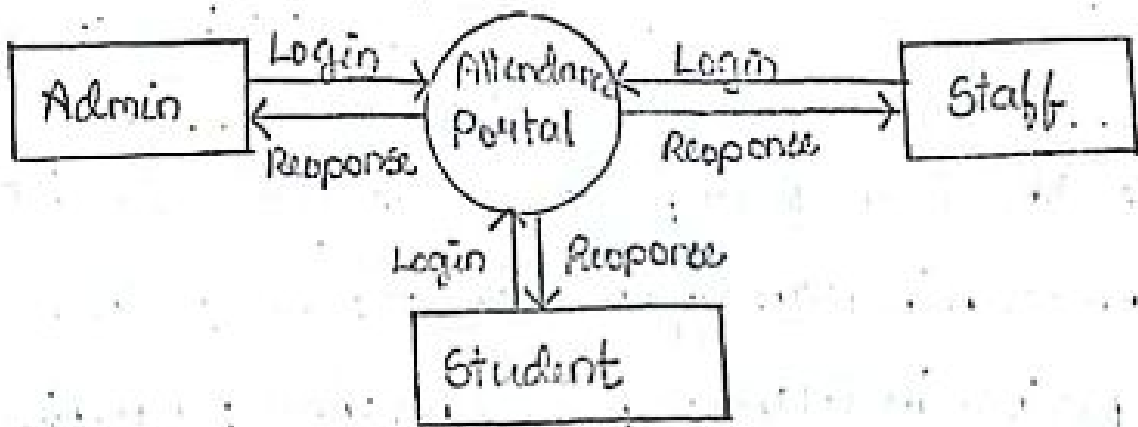 Login
Attendance
Login
Admin
Portal
Staff
Response
Response
Login
Response
Student